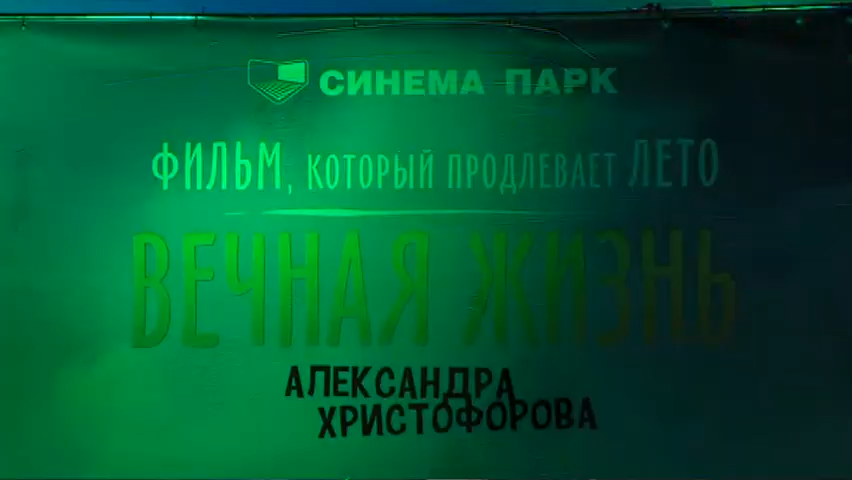 СИНЕМА ПАРК
ФИЛЬМ, КОТОРЫЙ ПРОДЛЕВАЕТ ЛЕТО
ВЕЧНАЯ ЖИЗНЬ
АЛЕКСАНДРА
ХРИСТОФОРОВА